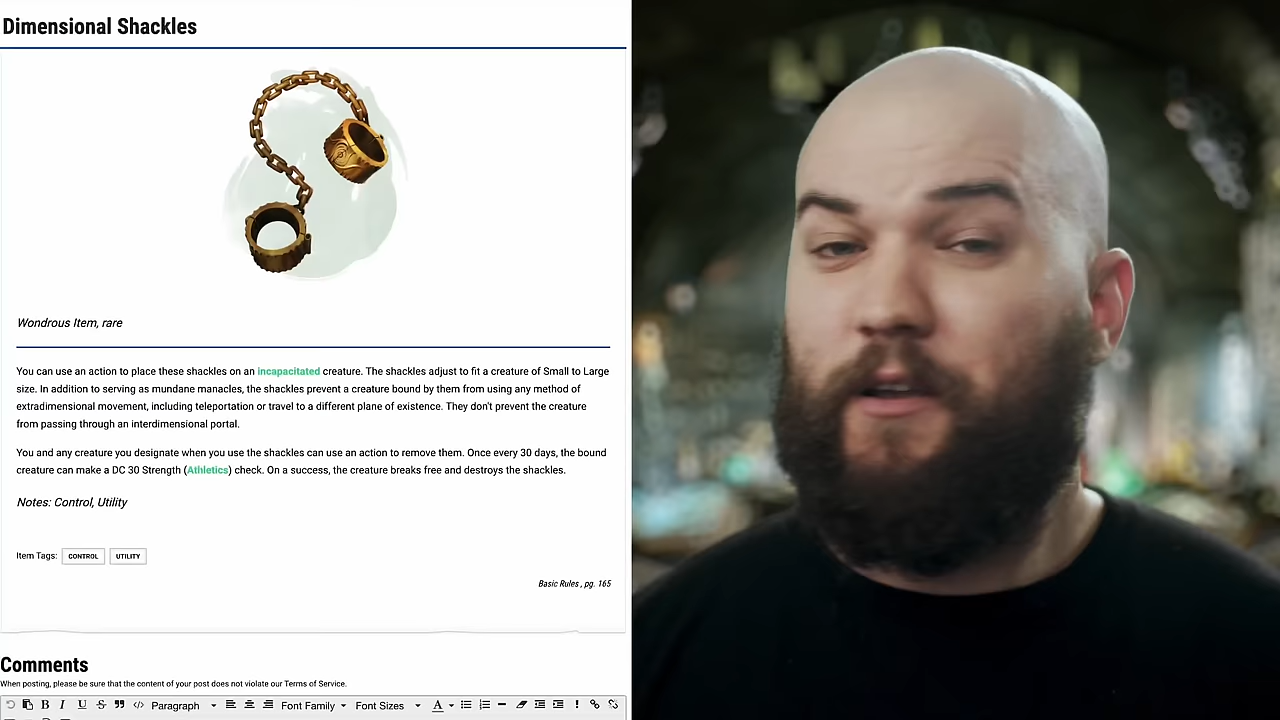 Dimensional Shackles
Wondrous Item, rare
You can use an action to place these shackles on an incapacitated creature. The shackles adjust to fit a creature of Small to Large
size. In addition to serving as mundane manacles, the shackles prevent a creature bound by them from using any method of
extradimensional movement, including teleportation or travel to a different plane of existence. They don't prevent the creature
from passing through an interdimensional portal.
You and any creature you designate when you use the shackles can use an action to remove them. Once every 30 days, the bound
creature can make a DC 30 Strength (Athletics) check. On a success, the creature breaks free and destroys the shackles.
Notes: Control, Utility
Item Tags: CONTROL UTILITY
Basic Rules , pg. 165
Comments
When posting, please be sure that the content of your post does not violate our Terms of Service.
B I U S Paragraph Font Family Font Sizes A